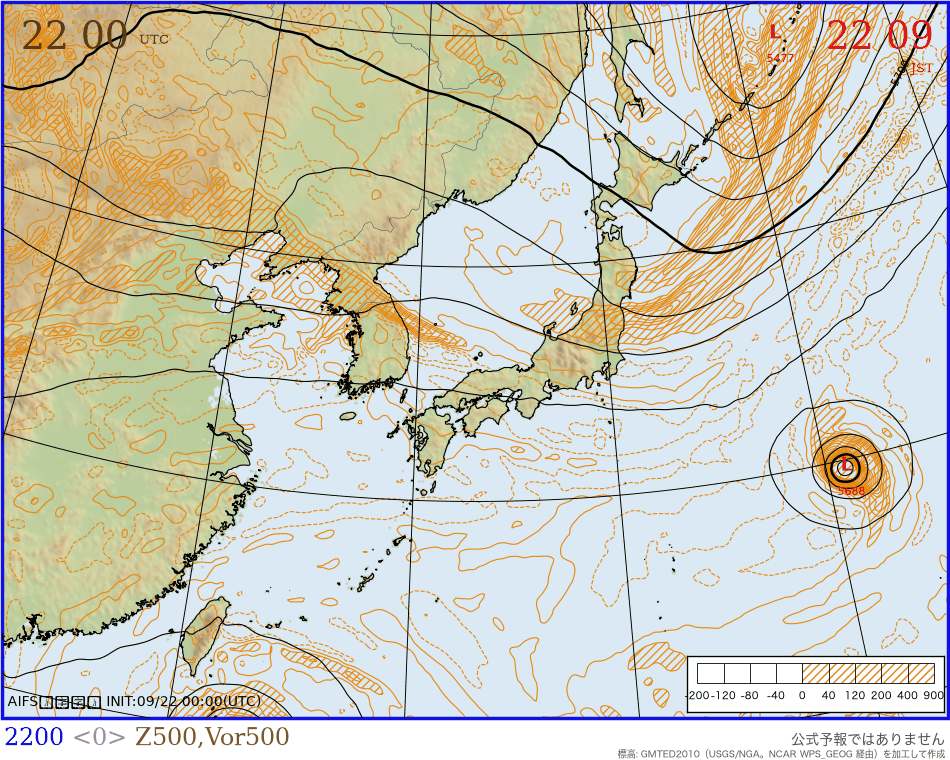 22 00 UTC
22 09 JST
L
5477
L
5688
-200 -120 -80 -40 0 40 120 200 400 900
AIFS INIT:09/22 00:00(UTC)
2200 <0> Z500,Vor500
公式予報ではありません
標高: GMTED2010（USGS/NGA。NCAR WPS_GEOG 経由）を加工して作成